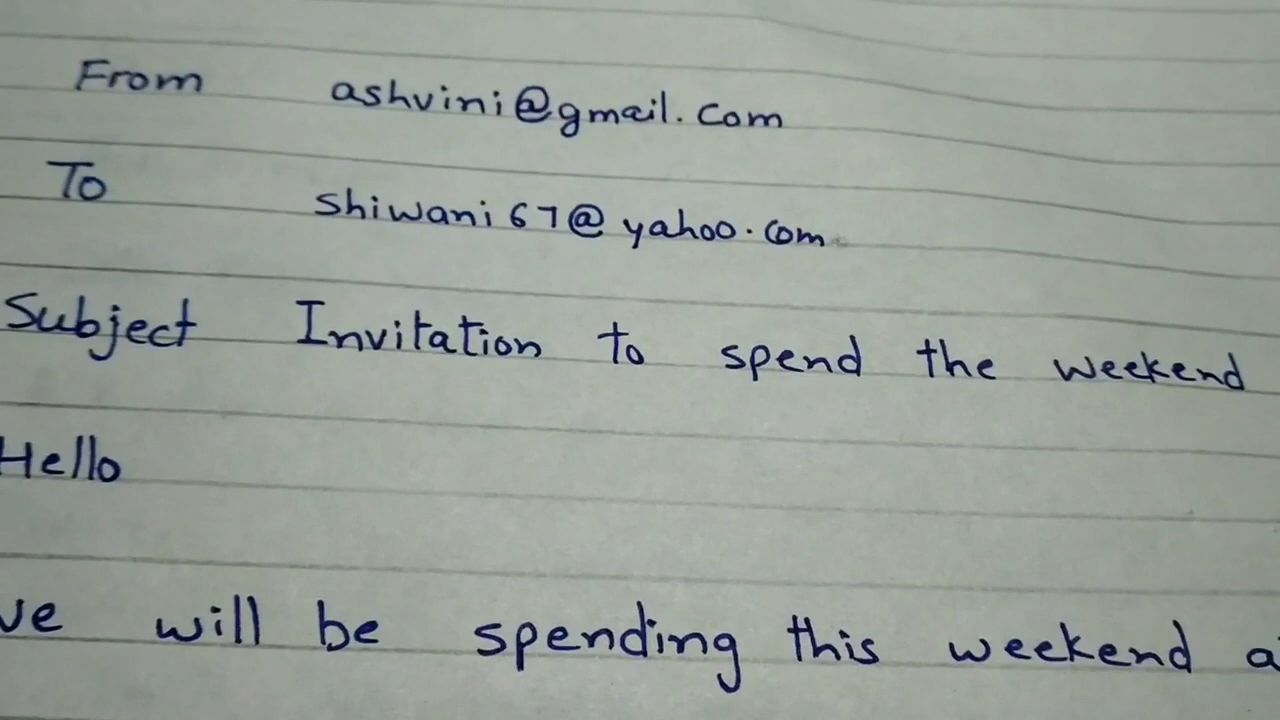 From ashvini@gmail.com
To shiwani67@yahoo.com
Subject Invitation to spend the weekend
Hello
will be spending this weekend